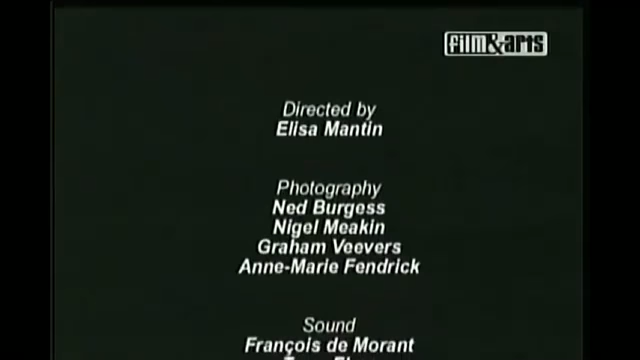 film&arts
Directed by
Elisa Mantin
Photography
Ned Burgess
Nigel Meakin
Graham Veevers
Anne-Marie Fendrick
Sound
François de Morant